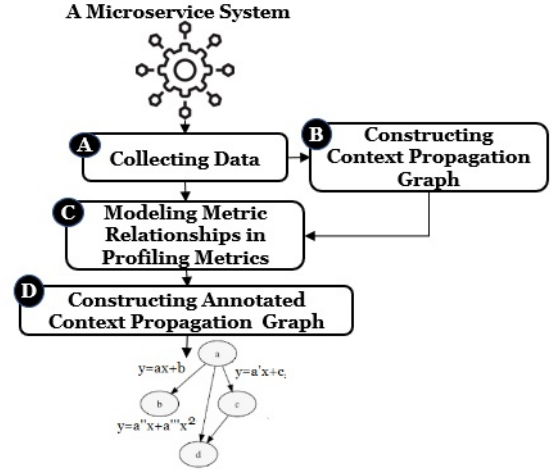 A Microservice System
A
Collecting Data
B
Constructing
Context Propagation
Graph
C
Modeling Metric
Relationships in
Profiling Metrics
D
Constructing Annotated
Context Propagation Graph
a
y=ax+b
y=a'x+c
b
c
y=a''x+a'''x²
d